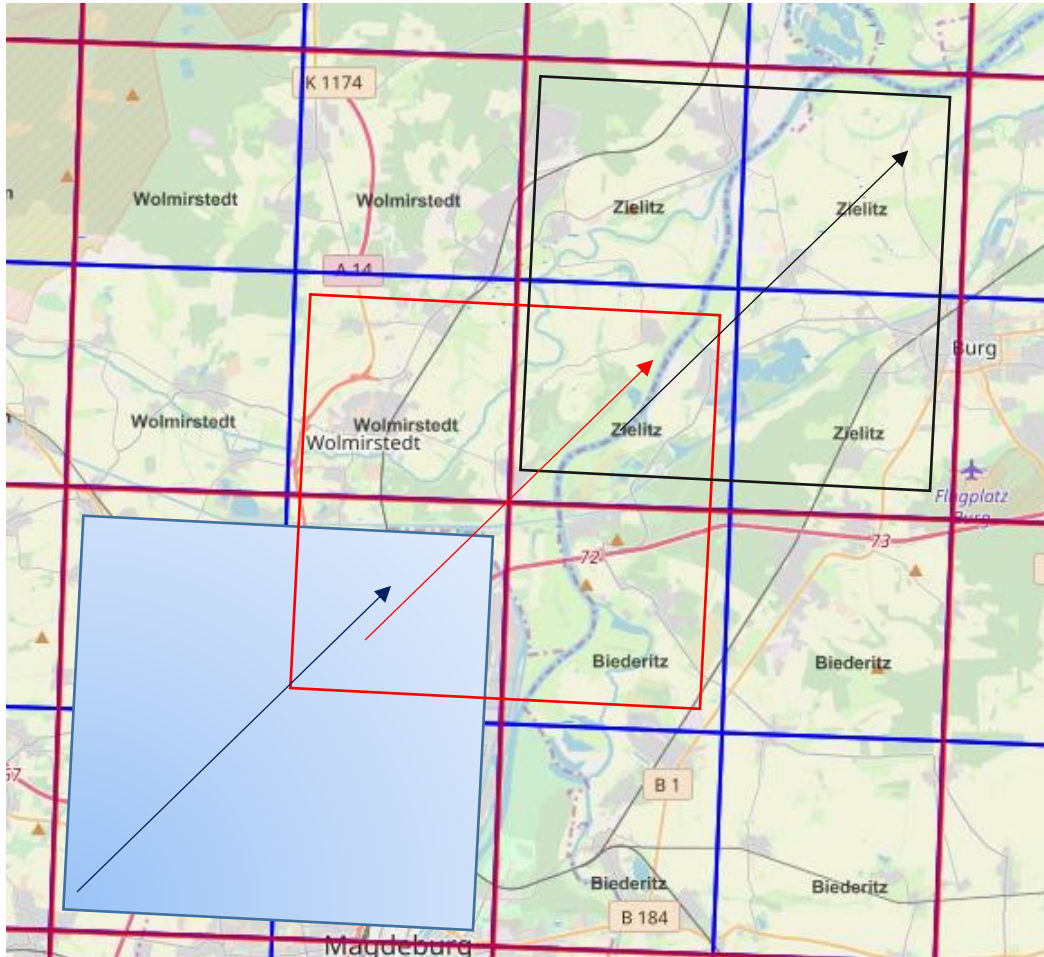 K 1174
Wolmirstedt
Wolmirstedt
Zielitz
Zielitz
A 14
Burg
Wolmirstedt
Wolmirstedt
Zielitz
Zielitz
Wolmirstedt
Flugplatz
Burg
72
73
Biederitz
Biederitz
B 1
Biederitz
Biederitz
B 184
Magdeburg